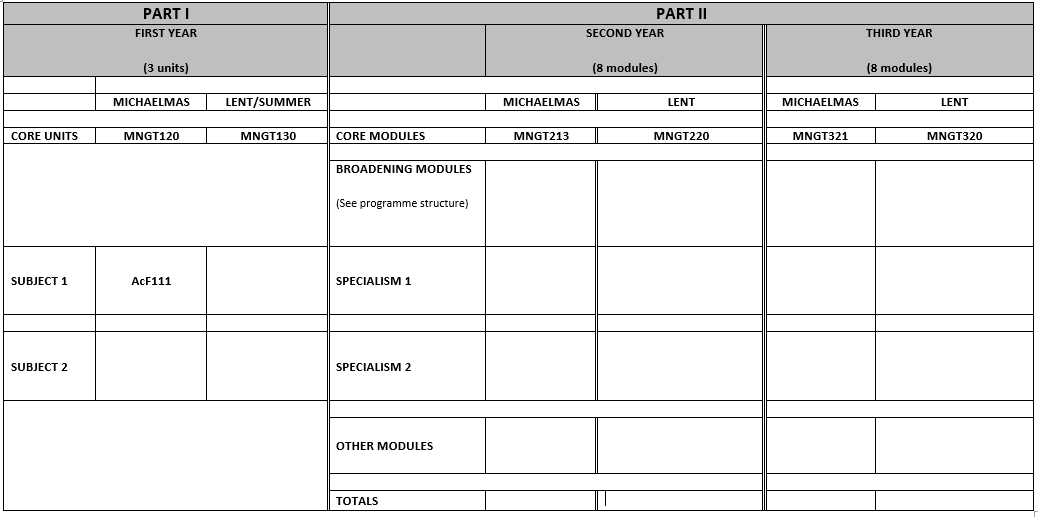 PART I
PART II
FIRST YEAR
(3 units)
SECOND YEAR
(8 modules)
THIRD YEAR
(8 modules)
MICHAELMAS
LENT/SUMMER
MICHAELMAS
LENT
MICHAELMAS
LENT
CORE UNITS
MNGT120
MNGT130
CORE MODULES
MNGT213
MNGT220
MNGT321
MNGT320
BROADENING MODULES
(See programme structure)
SUBJECT 1
AcF111
SPECIALISM 1
SUBJECT 2
SPECIALISM 2
OTHER MODULES
TOTALS